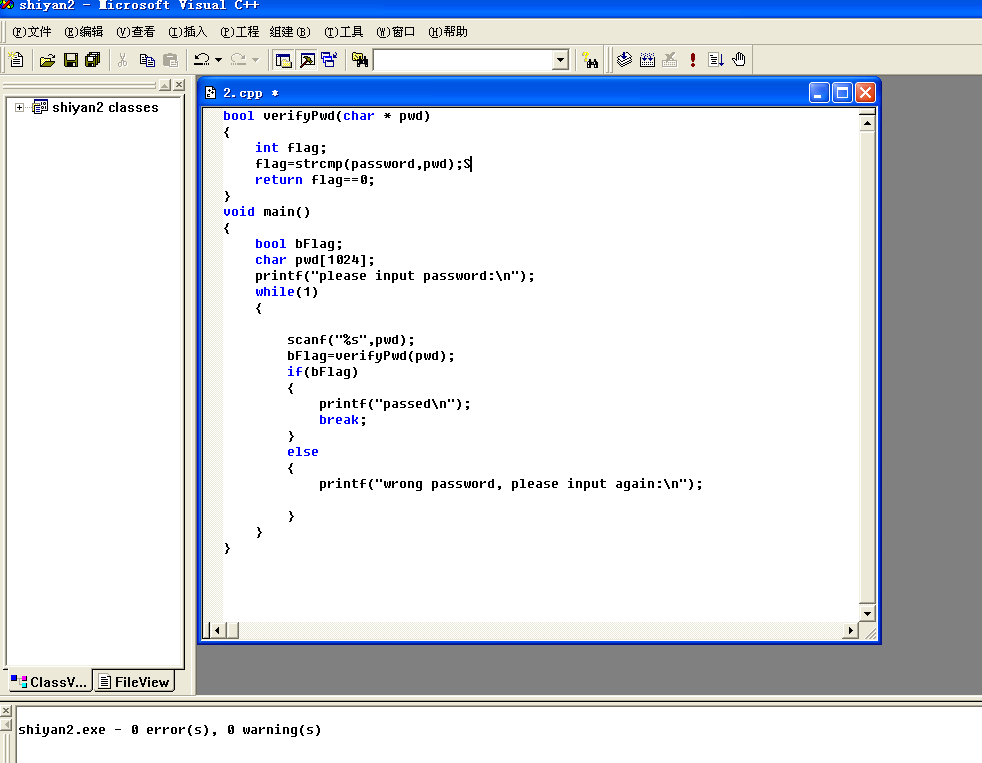 shiyan2 - Microsoft Visual C++
(F)文件 (E)编辑 (V)查看 (I)插入 (P)工程 组建(B) (T)工具 (W)窗口 (H)帮助
2.cpp *
shiyan2 classes
bool verifyPwd(char * pwd)
{
    int flag;
    flag=strcmp(password,pwd);S
    return flag==0;
}
void main()
{
    bool bFlag;
    char pwd[1024];
    printf("please input password:\n");
    while(1)
    {
        scanf("%s",pwd);
        bFlag=verifyPwd(pwd);
        if(bFlag)
        {
            printf("passed\n");
            break;
        }
        else
        {
            printf("wrong password, please input again:\n");
        }
    }
}
ClassV... FileView
shiyan2.exe - 0 error(s), 0 warning(s)